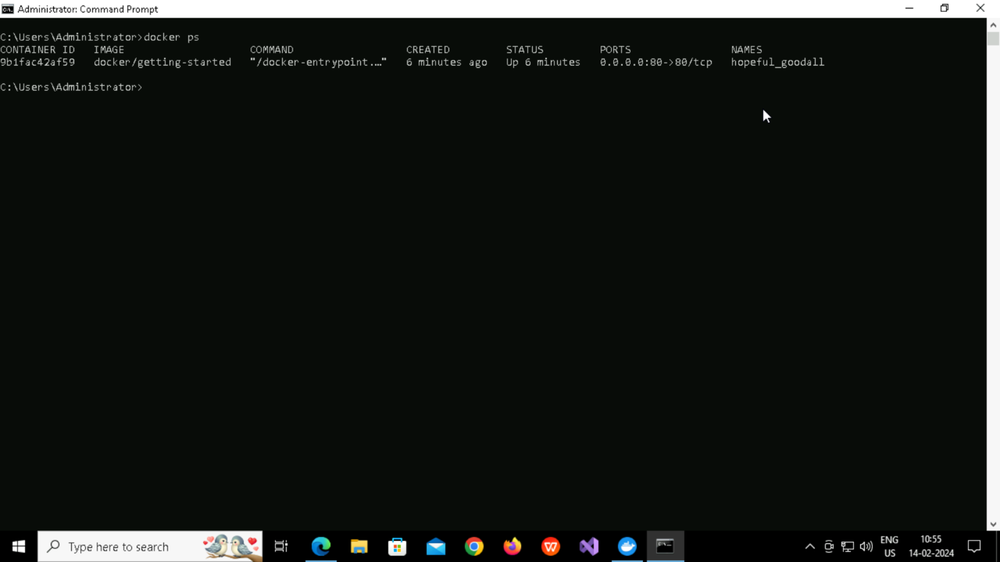 Administrator: Command Prompt
C:\Users\Administrator>docker ps
CONTAINER ID   IMAGE                    COMMAND                  CREATED         STATUS         PORTS                NAMES
9b1fac42af59   docker/getting-started   "/docker-entrypoint.…"   6 minutes ago   Up 6 minutes   0.0.0.0:80->80/tcp   hopeful_goodall
C:\Users\Administrator>
Type here to search
ENG
US
10:55
14-02-2024